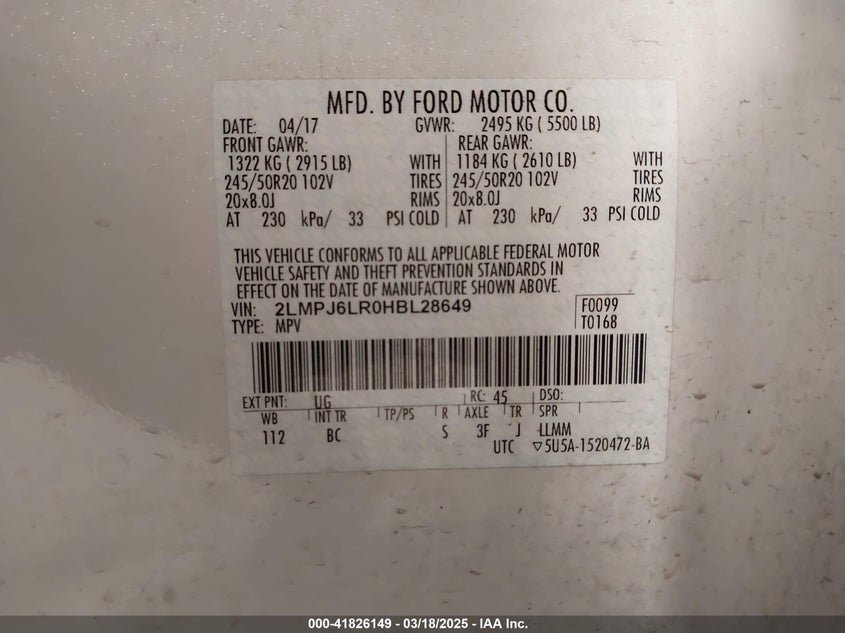 MFD. BY FORD MOTOR CO.
DATE: 04/17 GVWR: 2495 KG ( 5500 LB)
FRONT GAWR: REAR GAWR:
1322 KG ( 2915 LB) WITH 1184 KG ( 2610 LB) WITH
245/50R20 102V TIRES 245/50R20 102V TIRES
20x8.0J RIMS 20x8.0J RIMS
AT 230 kPa/ 33 PSI COLD AT 230 kPa/ 33 PSI COLD
THIS VEHICLE CONFORMS TO ALL APPLICABLE FEDERAL MOTOR
VEHICLE SAFETY AND THEFT PREVENTION STANDARDS IN
EFFECT ON THE DATE OF MANUFACTURE SHOWN ABOVE.
VIN: 2LMPJ6LR0HBL28649 F0099
TYPE: MPV T0168
EXT PNT: UG RC: 45 DSO:
WB INT TR TP/PS R AXLE TR SPR
112 BC S 3F J LLMM
UTC ▽5U5A-1520472-BA
000-41826149 - 03/18/2025 - IAA Inc.